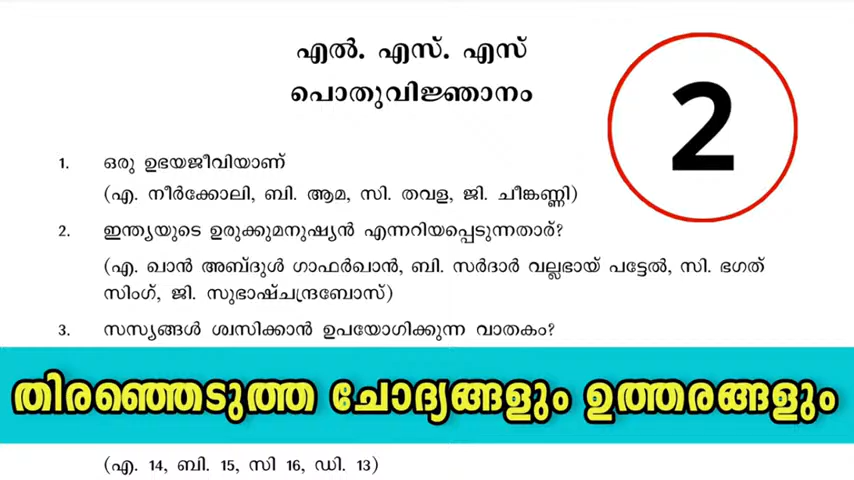 എൽ. എസ്. എസ്
പൊതുവിജ്ഞാനം
2
1. ഒരു ഉഭയജീവിയാണ്
(എ. നീർക്കോലി, ബി. ആമ, സി. തവള, ജി. ചീങ്കണ്ണി)
2. ഇന്ത്യയുടെ ഉരുക്കുമനുഷ്യൻ എന്നറിയപ്പെടുന്നതാര്?
(എ. ഖാൻ അബ്ദുൾ ഗാഫർഖാൻ, ബി. സർദാർ വല്ലഭായ് പട്ടേൽ, സി. ഭഗത്
സിംഗ്, ജി. സുഭാഷ്ചന്ദ്രബോസ്)
3. സസ്യങ്ങൾ ശ്വസിക്കാൻ ഉപയോഗിക്കുന്ന വാതകം?
തിരഞ്ഞെടുത്ത ചോദ്യങ്ങളും ഉത്തരങ്ങളും
(എ. 14, ബി. 15, സി 16, ഡി. 13)